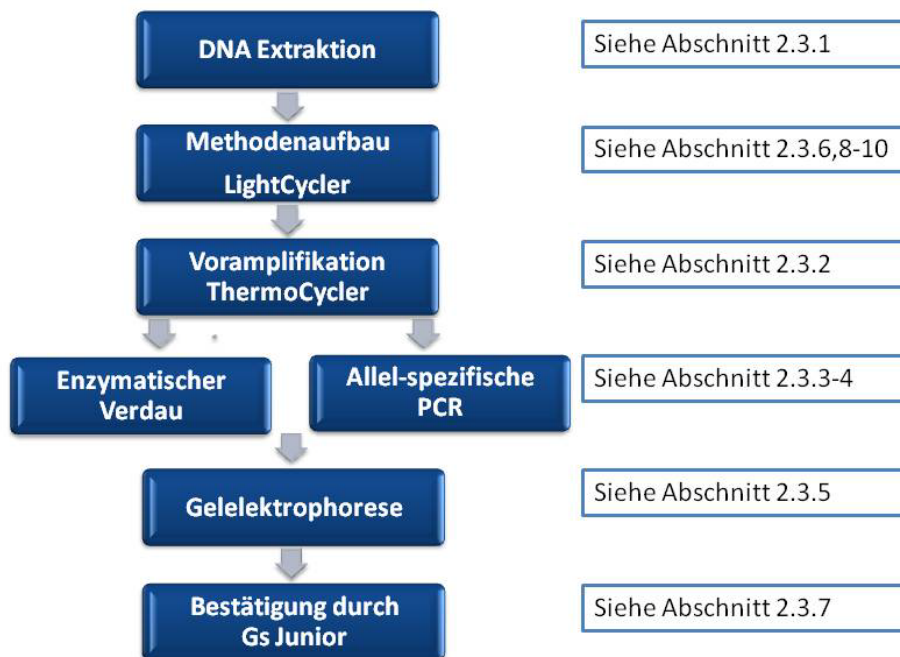 DNA Extraktion
Siehe Abschnitt 2.3.1
Methodenaufbau
LightCycler
Siehe Abschnitt 2.3.6,8-10
Voramplifikation
ThermoCycler
Siehe Abschnitt 2.3.2
Enzymatischer
Verdau
Allel-spezifische
PCR
Siehe Abschnitt 2.3.3-4
Gelelektrophorese
Siehe Abschnitt 2.3.5
Bestätigung durch
Gs Junior
Siehe Abschnitt 2.3.7